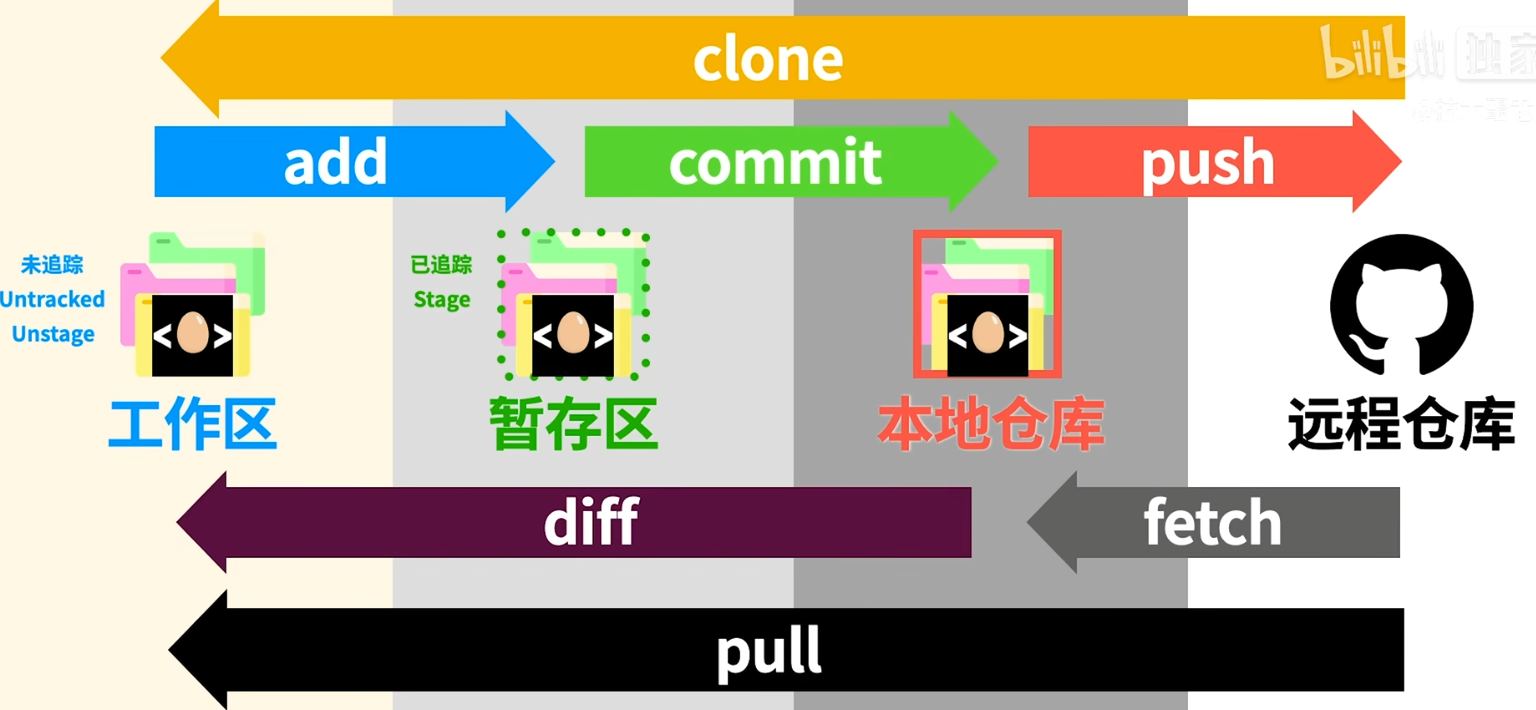 clone
bilibili 独家
add
commit
push
未追踪
Untracked
Unstage
已追踪
Stage
< >
< >
< >
工作区
暂存区
本地仓库
远程仓库
diff
fetch
pull